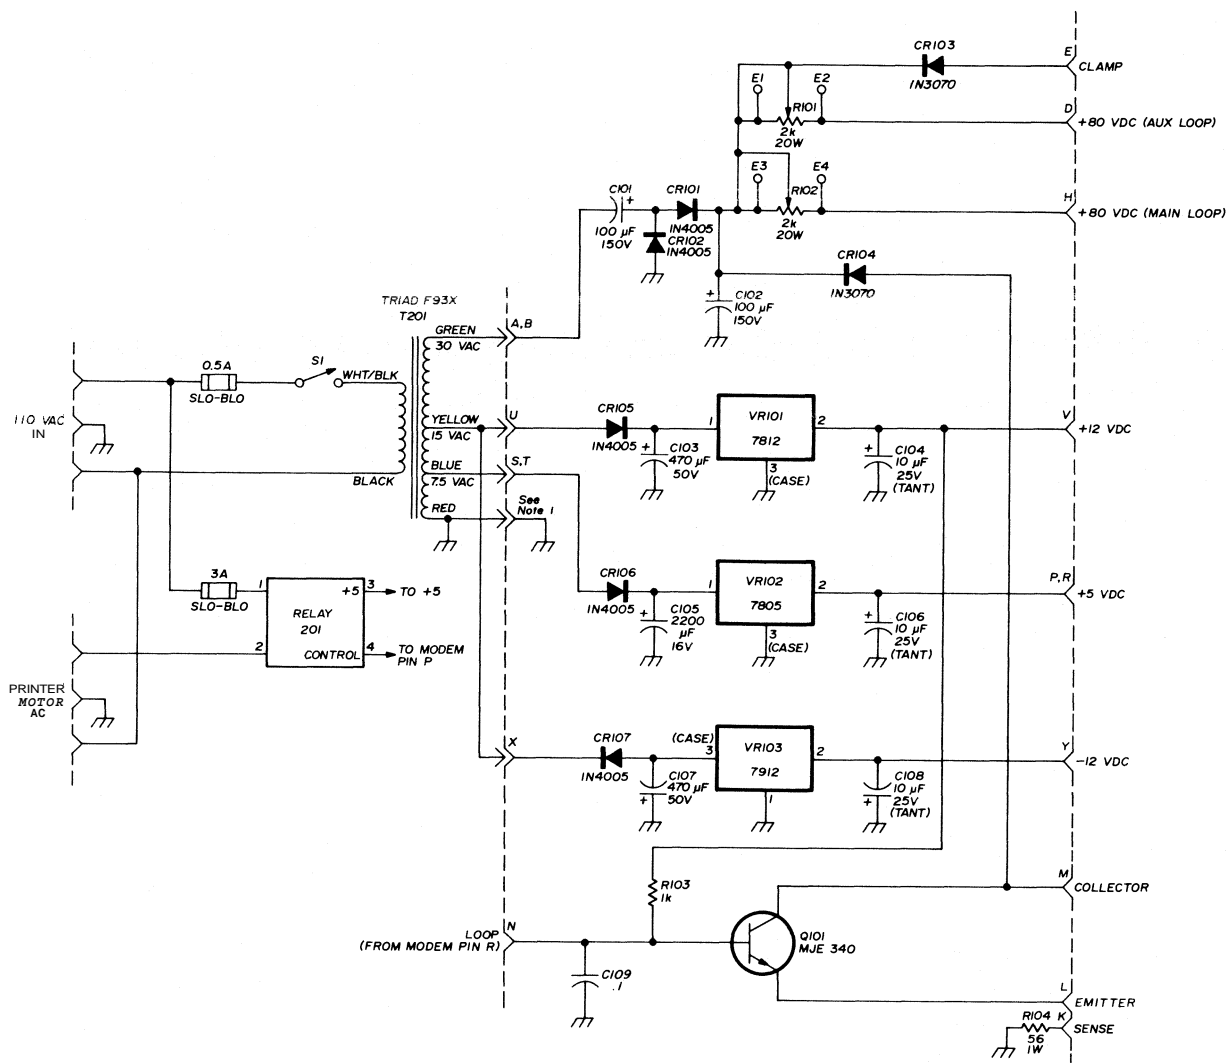 CR103
E
CLAMP
1N3070
E1
E2
R101
D
+80 VDC (AUX LOOP)
2k
20W
E3
E4
R102
H
+80 VDC (MAIN LOOP)
2k
20W
C101
+
100 µF
150V
CR101
1N4005
CR102
1N4005
CR104
1N3070
+
C102
100 µF
150V
TRIAD F93X
T201
GREEN
30 VAC
A,B
0.5A
SLO-BLO
S1
WHT/BLK
110 VAC
IN
BLACK
YELLOW
15 VAC
U
BLUE
7.5 VAC
S,T
RED
See
Note 1
CR105
1N4005
+
C103
470 µF
50V
1
VR101
7812
2
3
(CASE)
+
C104
10 µF
25V
(TANT)
V
+12 VDC
3A
SLO-BLO
1
+5
3
TO +5
RELAY
201
2
CONTROL
4
TO MODEM
PIN P
PRINTER
MOTOR
AC
CR106
1N4005
+
C105
2200
µF
16V
1
VR102
7805
2
3
(CASE)
+
C106
10 µF
25V
(TANT)
P,R
+5 VDC
X
CR107
1N4005
+
C107
470 µF
50V
(CASE)
3
VR103
7912
2
1
+
C108
10 µF
25V
(TANT)
Y
-12 VDC
R103
1k
M
COLLECTOR
LOOP
(FROM MODEM PIN R)
N
Q101
MJE 340
C109
.1
L
EMITTER
R104
K
SENSE
56
1W